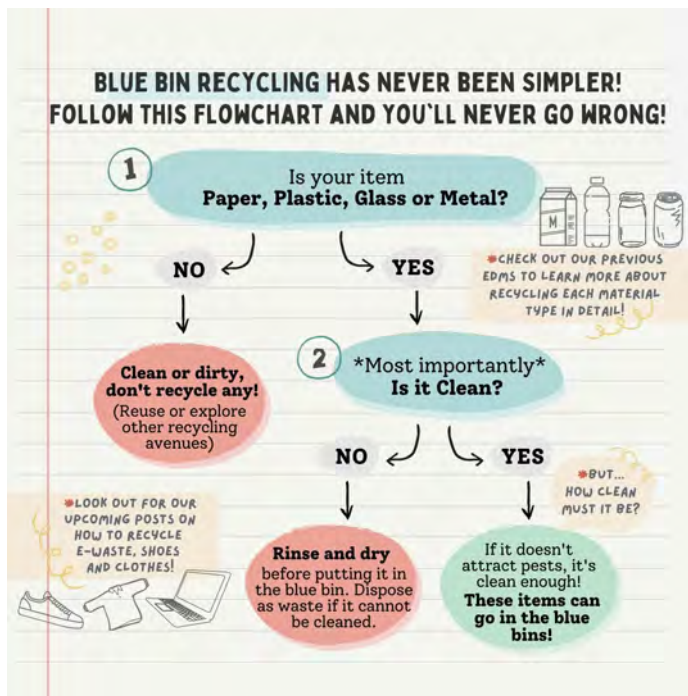 BLUE BIN RECYCLING HAS NEVER BEEN SIMPLER!
FOLLOW THIS FLOWCHART AND YOU`LL NEVER GO WRONG!
1
Is your item
Paper, Plastic, Glass or Metal?
M
NO
YES
*CHECK OUT OUR PREVIOUS
EDMS TO LEARN MORE ABOUT
RECYCLING EACH MATERIAL
TYPE IN DETAIL!
Clean or dirty,
don't recycle any!
(Reuse or explore
other recycling
avenues)
2
*Most importantly*
Is it Clean?
NO
YES
*BUT...
HOW CLEAN
MUST IT BE?
*LOOK OUT FOR OUR
UPCOMING POSTS ON
HOW TO RECYCLE
E-WASTE, SHOES
AND CLOTHES!
Rinse and dry
before putting it in
the blue bin. Dispose
as waste if it cannot
be cleaned.
If it doesn't
attract pests, it's
clean enough!
These items can
go in the blue
bins!